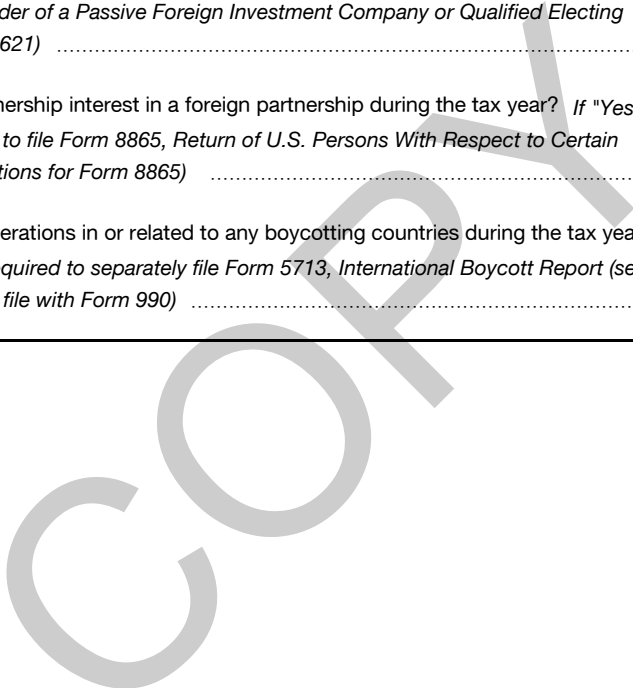 der of a Passive Foreign Investment Company or Qualified Electing
621)
nership interest in a foreign partnership during the tax year? If "Yes
to file Form 8865, Return of U.S. Persons With Respect to Certain
tions for Form 8865)
erations in or related to any boycotting countries during the tax yea
equired to separately file Form 5713, International Boycott Report (se
file with Form 990)
COPY